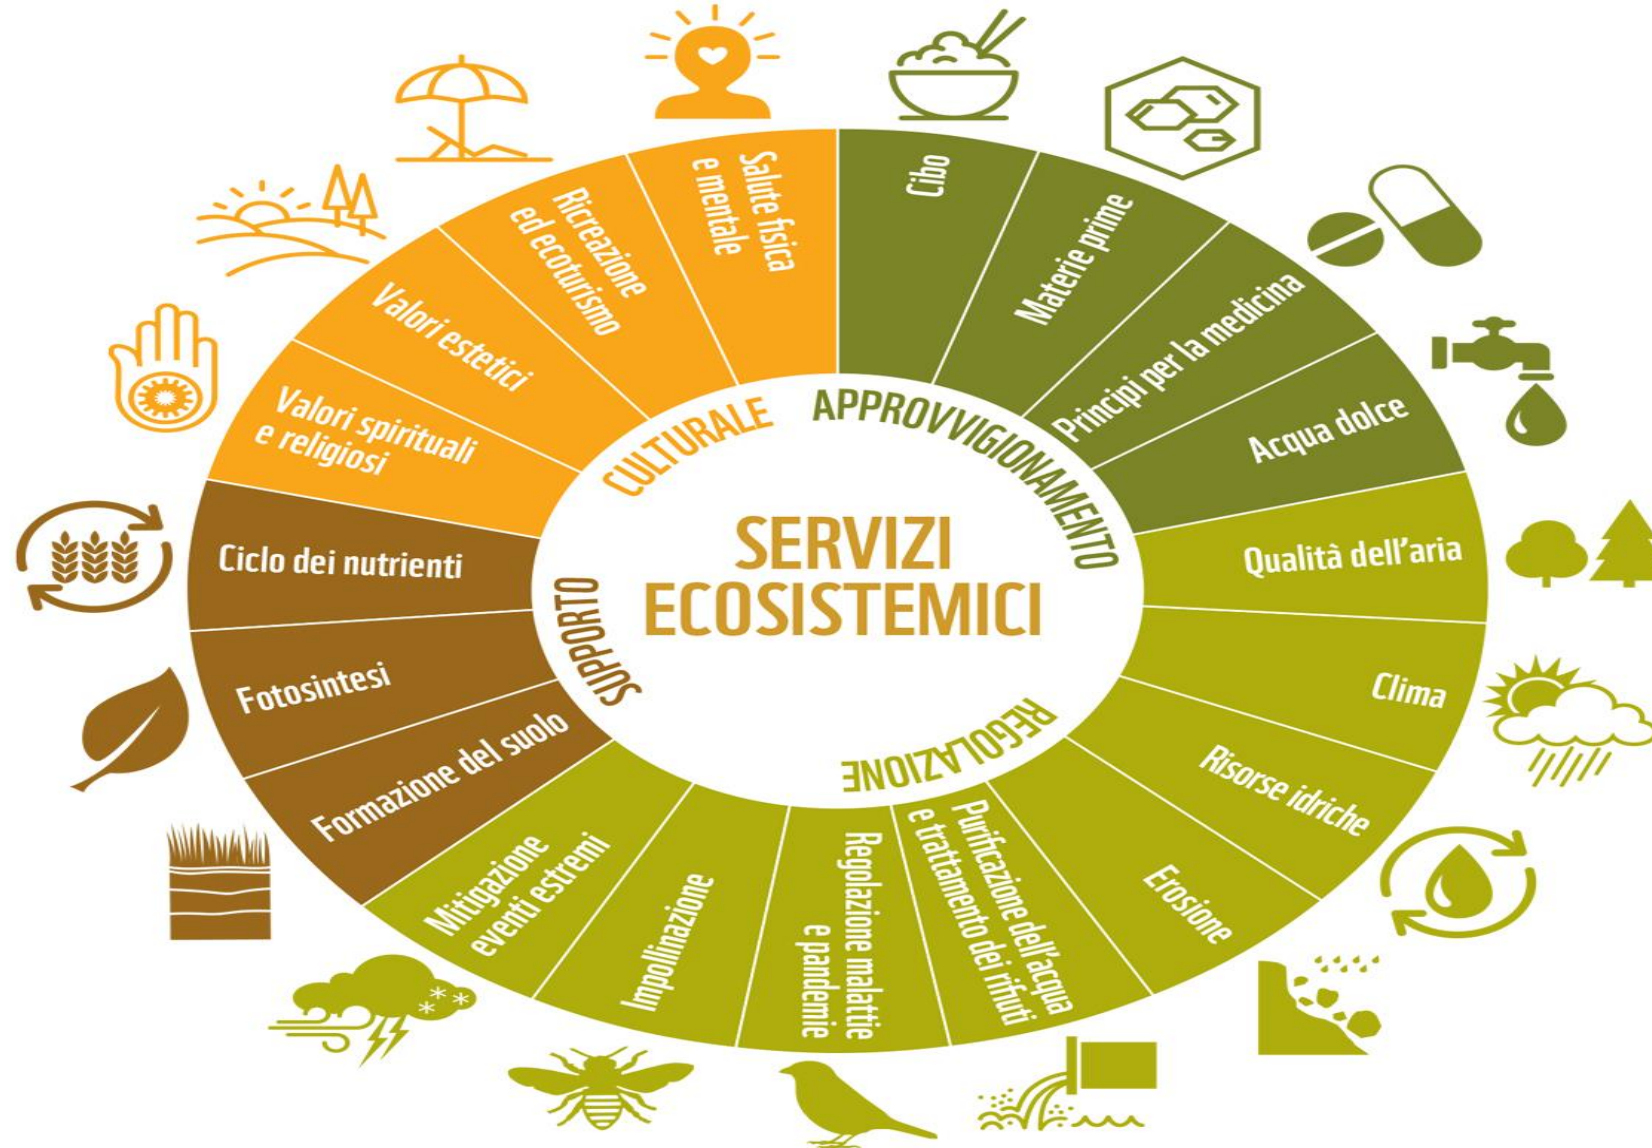 SERVIZI
ECOSISTEMICI
APPROVVIGIONAMENTO
Cibo
Materie prime
Principi per la medicina
Acqua dolce
REGOLAZIONE
Qualità dell'aria
Clima
Risorse idriche
Erosione
Purificazione dell'acqua
e trattamento dei rifiuti
Regolazione malattie
e pandemie
Impollinazione
Mitigazione
eventi estremi
SUPPORTO
Formazione del suolo
Fotosintesi
Ciclo dei nutrienti
CULTURALE
Valori spirituali
e religiosi
Valori estetici
Ricreazione
ed ecoturismo
Salute fisica
e mentale